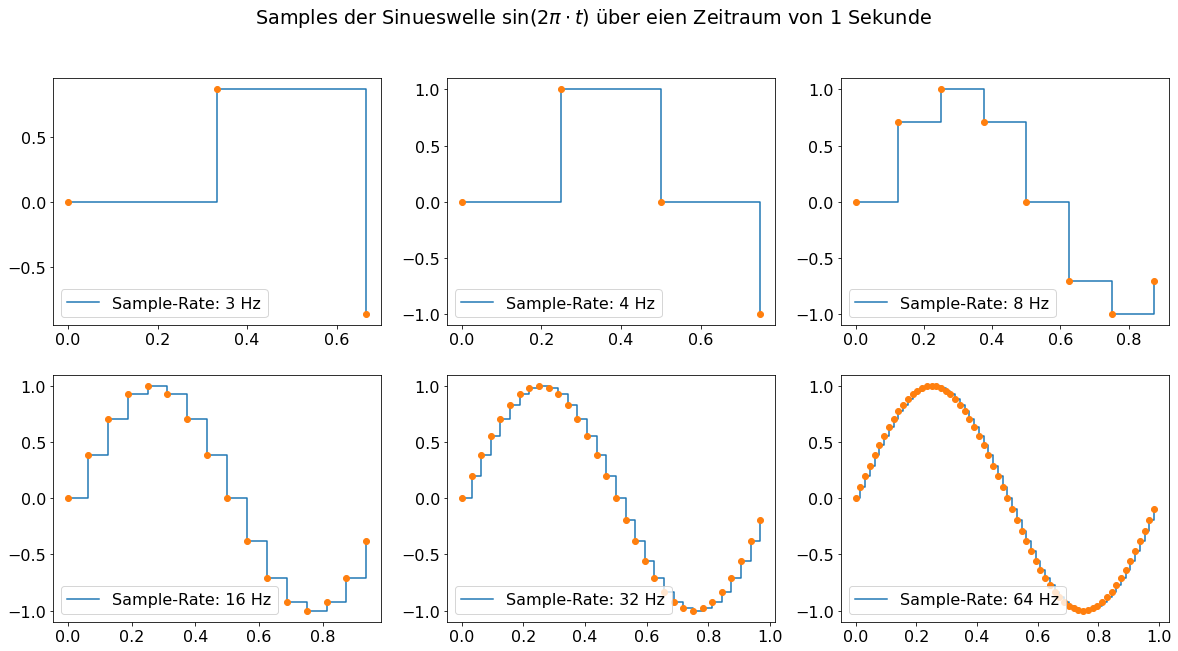 Samples der Sinueswelle sin(2π · t) über eien Zeitraum von 1 Sekunde
0.5
0.0
−0.5
Sample-Rate: 3 Hz
0.0 0.2 0.4 0.6
1.0
0.5
0.0
−0.5
−1.0
Sample-Rate: 4 Hz
0.0 0.2 0.4 0.6
1.0
0.5
0.0
−0.5
−1.0
Sample-Rate: 8 Hz
0.0 0.2 0.4 0.6 0.8
1.0
0.5
0.0
−0.5
−1.0
Sample-Rate: 16 Hz
0.0 0.2 0.4 0.6 0.8
1.0
0.5
0.0
−0.5
−1.0
Sample-Rate: 32 Hz
0.0 0.2 0.4 0.6 0.8 1.0
1.0
0.5
0.0
−0.5
−1.0
Sample-Rate: 64 Hz
0.0 0.2 0.4 0.6 0.8 1.0